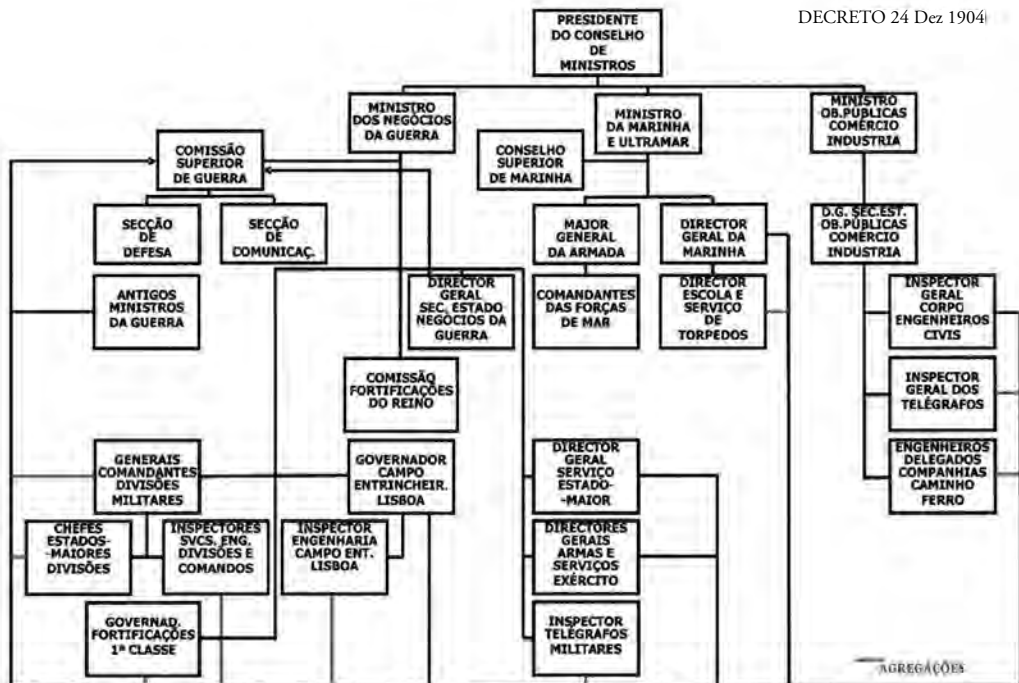 DECRETO 24 Dez 1904
PRESIDENTE
DO CONSELHO
DE
MINISTROS
MINISTRO
DOS NEGÓCIOS
DA GUERRA
MINISTRO
DA MARINHA
E ULTRAMAR
MINISTRO
OB.PÚBLICAS
COMÉRCIO
INDUSTRIA
COMISSÃO
SUPERIOR
DE GUERRA
CONSELHO
SUPERIOR
DE MARINHA
SECÇÃO
DE
DEFESA
SECÇÃO
DE
COMUNICAÇ.
MAJOR
GENERAL
DA ARMADA
DIRECTOR
GERAL DA
MARINHA
D.G. SEC.EST.
OB.PÚBLICAS
COMÉRCIO
INDUSTRIA
ANTIGOS
MINISTROS
DA GUERRA
DIRECTOR
GERAL
SEC. ESTADO
NEGÓCIOS DA
GUERRA
COMANDANTES
DAS FORÇAS
DE MAR
DIRECTOR
ESCOLA E
SERVIÇO
DE
TORPEDOS
INSPECTOR
GERAL
CORPO
ENGENHEIROS
CIVIS
COMISSÃO
FORTIFICAÇÕES
DO REINO
INSPECTOR
GERAL DOS
TELÉGRAFOS
GENERAIS
COMANDANTES
DIVISÕES
MILITARES
GOVERNADOR
CAMPO
ENTRINCHEIR.
LISBOA
DIRECTOR
GERAL
SERVIÇO
ESTADO-
-MAIOR
ENGENHEIROS
DELEGADOS
COMPANHIAS
CAMINHO
FERRO
CHEFES
ESTADOS-
-MAIORES
DIVISÕES
INSPECTORES
SVCS. ENG.
DIVISÕES E
COMANDOS
INSPECTOR
ENGENHARIA
CAMPO ENT.
LISBOA
DIRECTORES
GERAIS
ARMAS E
SERVIÇOS
EXÉRCITO
GOVERNAD.
FORTIFICAÇÕES
1ª CLASSE
INSPECTOR
TELÉGRAFOS
MILITARES
AGREGAÇÕES